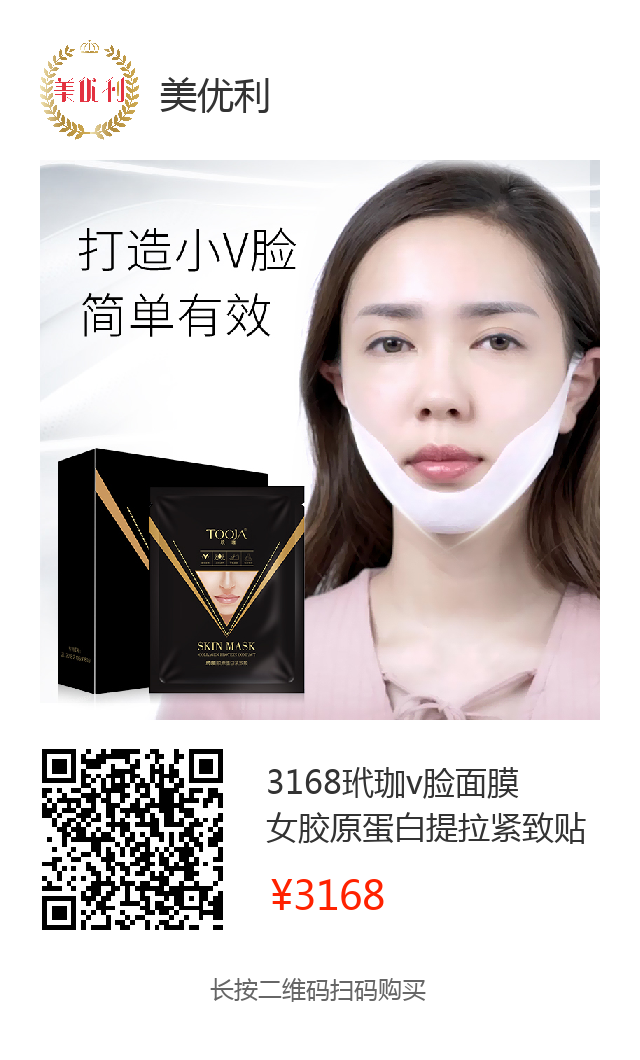 美优利
美优利
打造小V脸
简单有效
TOOJA
SKIN MASK
3168玳珈v脸面膜
女胶原蛋白提拉紧致贴
¥3168
长按二维码扫码购买